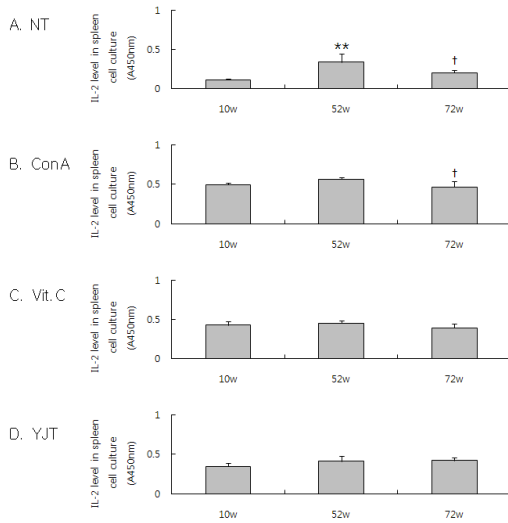 A. NT
IL-2 level in spleen
cell culture
(A450nm)
1
0.5
0
**
†
10w 52w 72w
B. ConA
IL-2 level in spleen
cell culture
(A450nm)
1
0.5
0
†
10w 52w 72w
C. Vit.C
IL-2 level in spleen
cell culture
(A450nm)
1
0.5
0
10w 52w 72w
D. YJT
IL-2 level in spleen
cell culture
(A450nm)
1
0.5
0
10w 52w 72w